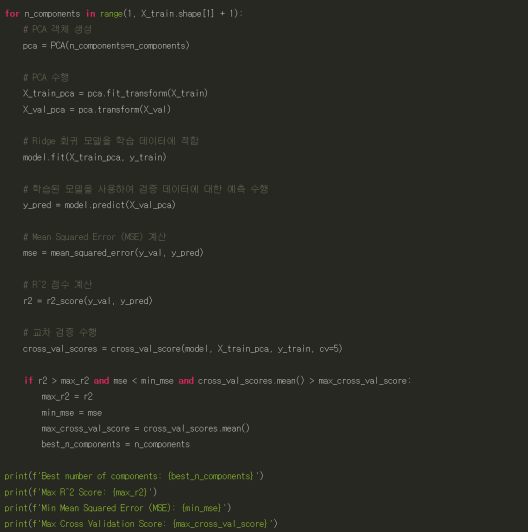 for n_components in range(1, X_train.shape[1] + 1):
    # PCA 객체 생성
    pca = PCA(n_components=n_components)

    # PCA 수행
    X_train_pca = pca.fit_transform(X_train)
    X_val_pca = pca.transform(X_val)

    # Ridge 회귀 모델을 학습 데이터에 적합
    model.fit(X_train_pca, y_train)

    # 학습된 모델을 사용하여 검증 데이터에 대한 예측 수행
    y_pred = model.predict(X_val_pca)

    # Mean Squared Error (MSE) 계산
    mse = mean_squared_error(y_val, y_pred)

    # R^2 점수 계산
    r2 = r2_score(y_val, y_pred)

    # 교차 검증 수행
    cross_val_scores = cross_val_score(model, X_train_pca, y_train, cv=5)

    if r2 > max_r2 and mse < min_mse and cross_val_scores.mean() > max_cross_val_score:
        max_r2 = r2
        min_mse = mse
        max_cross_val_score = cross_val_scores.mean()
        best_n_components = n_components

print(f'Best number of components: {best_n_components}')
print(f'Max R^2 Score: {max_r2}')
print(f'Min Mean Squared Error (MSE): {min_mse}')
print(f'Max Cross Validation Score: {max_cross_val_score}')